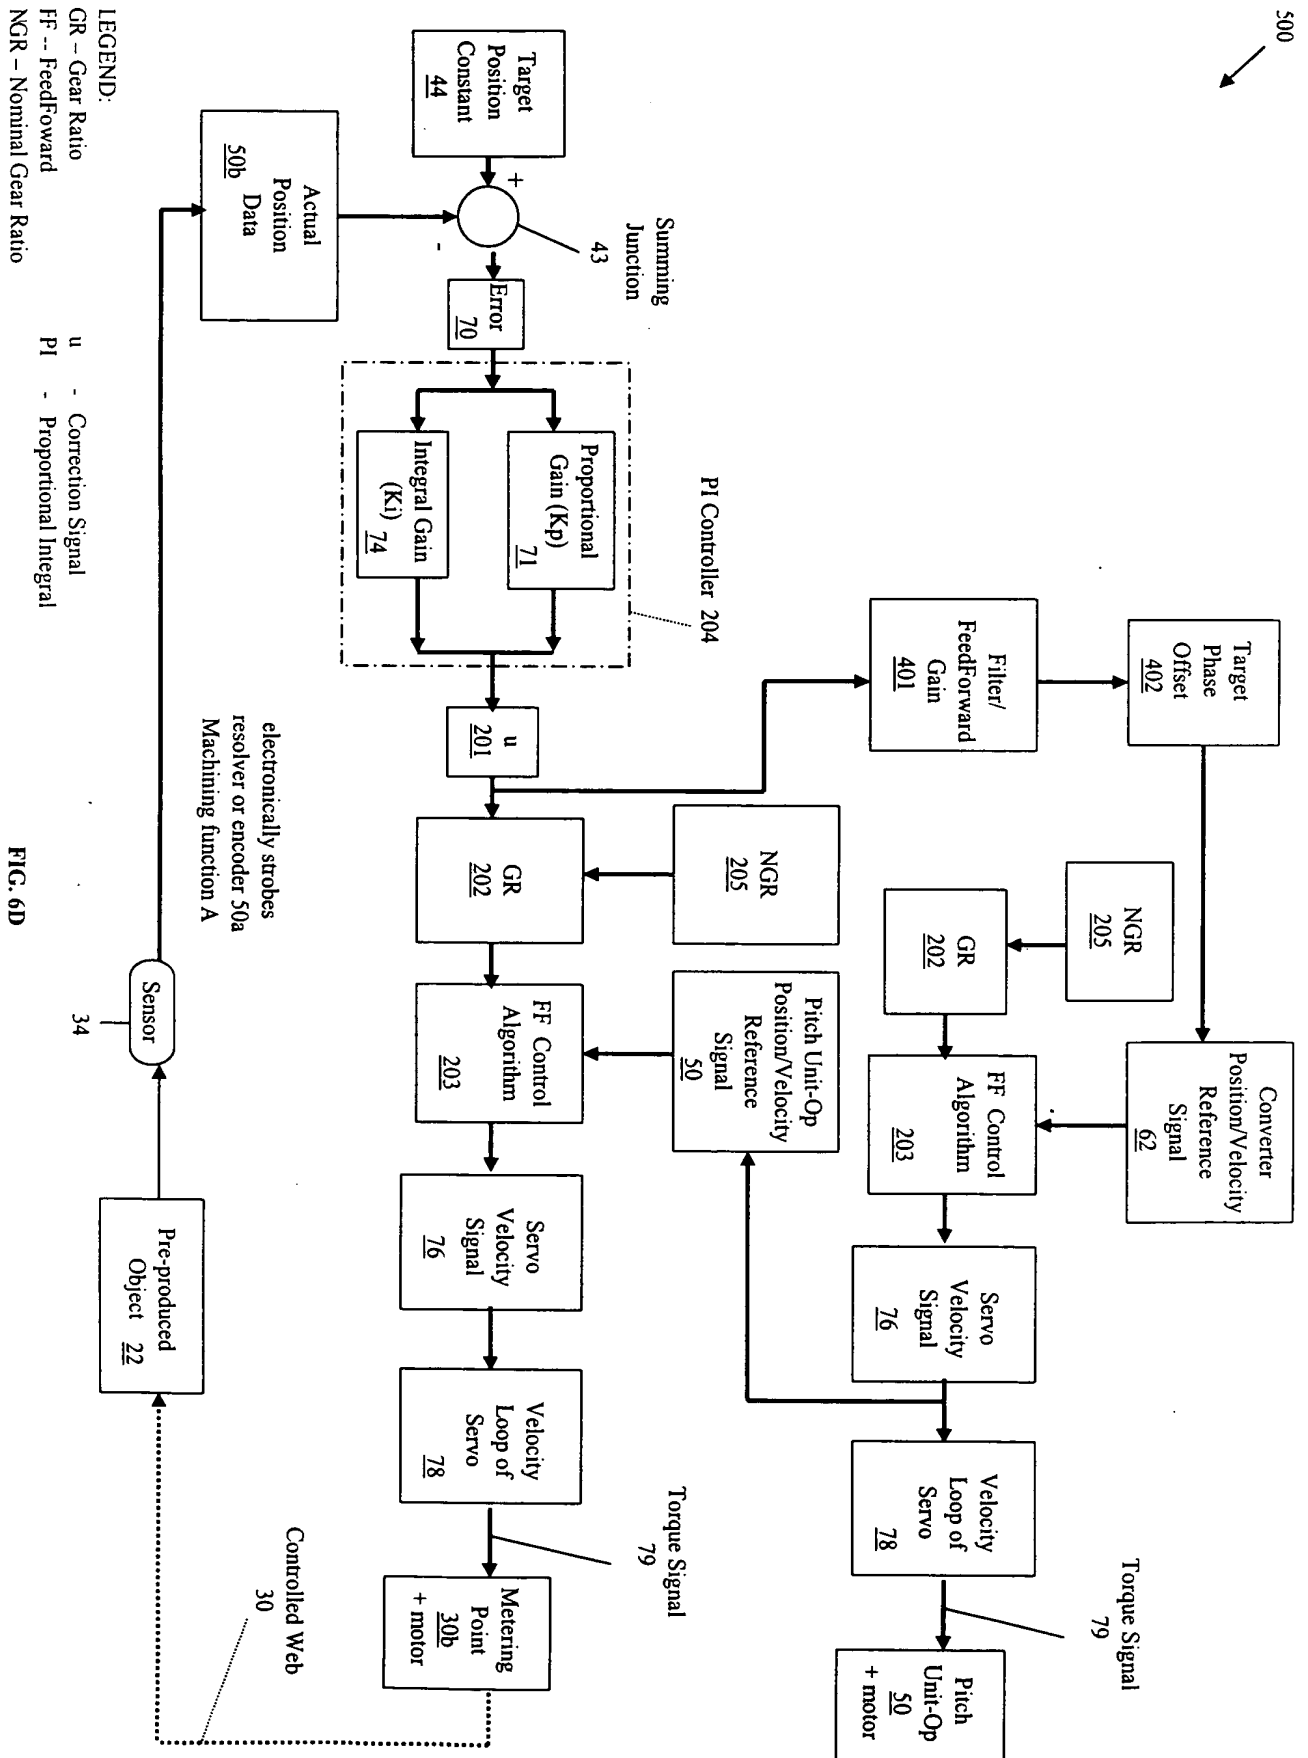 500
Target
Phase
Offset
402
Converter
Position/Velocity
Reference
Signal
62
NGR
205
Filter/
FeedForward
Gain
401
GR
202
FF Control
Algorithm
203
Servo
Velocity
Signal
76
Velocity
Loop of
Servo
78
Torque Signal
79
Pitch
Unit-Op
50
+ motor
NGR
205
Pitch Unit-Op
Position/Velocity
Reference
Signal
50
Summing
Junction
43
PI Controller 204
Torque Signal
79
Target
Position
Constant
44
+
-
Error
70
Proportional
Gain (Kp)
71
Integral Gain
(Ki) 74
u
201
GR
202
FF Control
Algorithm
203
Servo
Velocity
Signal
76
Velocity
Loop of
Servo
78
Metering
Point
30b
+ motor
Controlled Web
30
Actual
Position
Data
50b
electronically strobes
resolver or encoder 50a
Machining function A
Sensor
34
Pre-produced
Object 22
LEGEND:
GR – Gear Ratio
FF -- FeedFoward
NGR – Nominal Gear Ratio
u - Correction Signal
PI - Proportional Integral
FIG. 6D